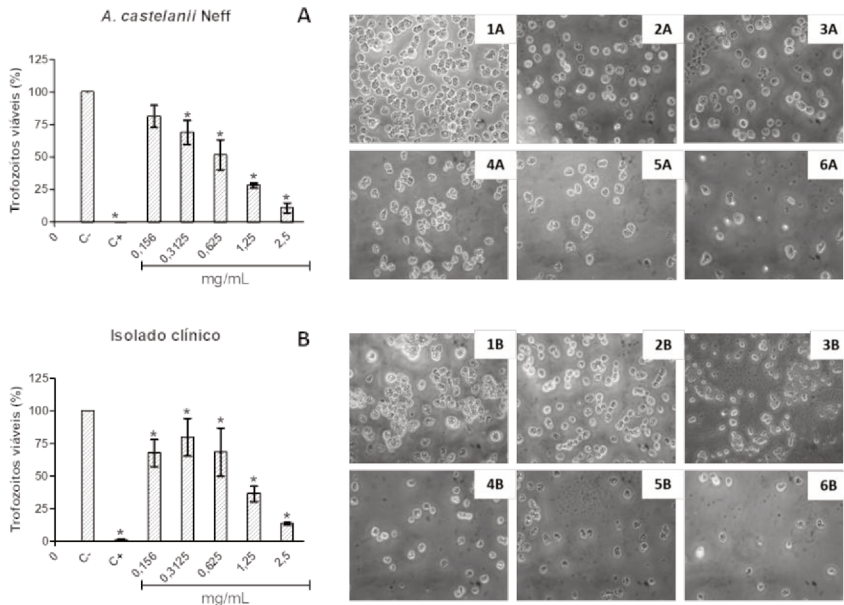 A. castelanii Neff
A
Trofozoítos viáveis (%)
125
100
75
50
25
0
*
*
*
*
*
0
C-
C+
0,156
0,3125
0,625
1,25
2,5
mg/mL
1A
2A
3A
4A
5A
6A
Isolado clínico
B
Trofozoítos viáveis (%)
125
100
75
50
25
0
*
*
*
*
*
*
0
C-
C+
0,156
0,3125
0,625
1,25
2,5
mg/mL
1B
2B
3B
4B
5B
6B